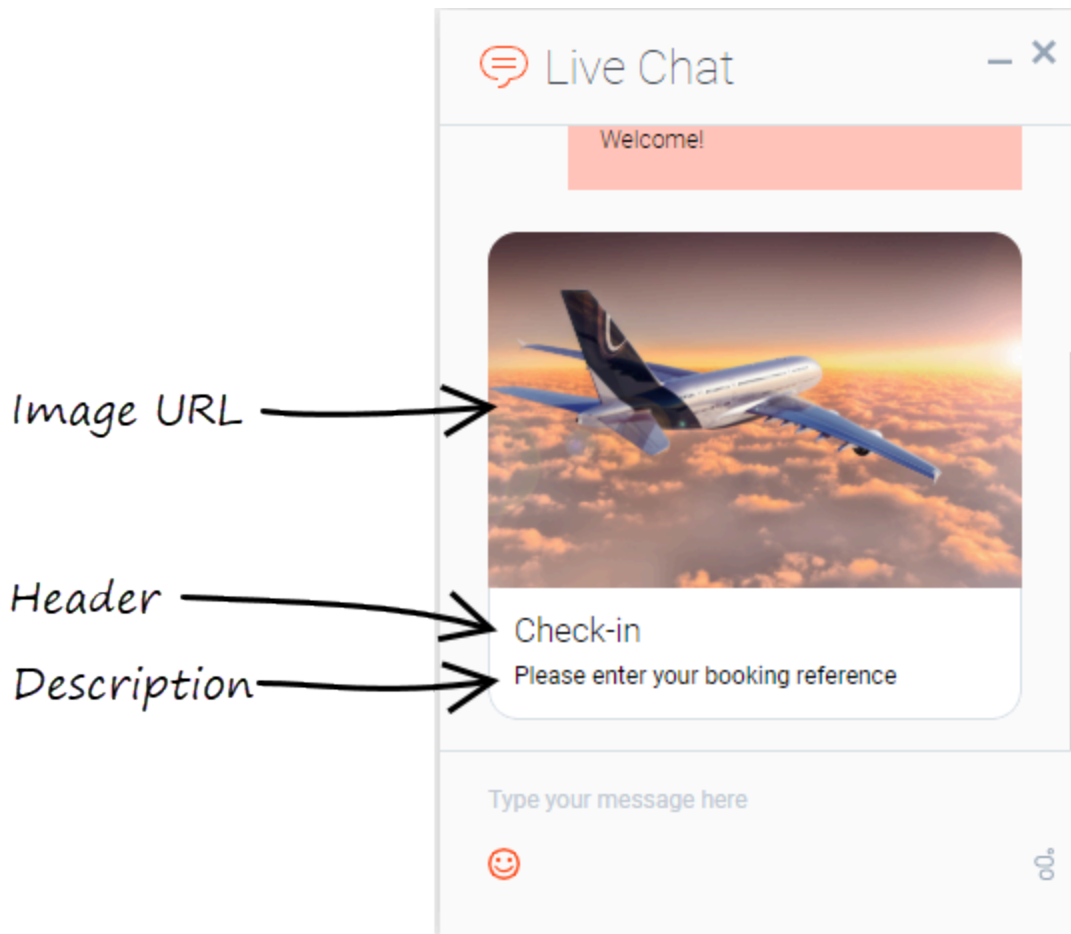 Live Chat
Welcome!
Image URL
Header
Check-in
Description
Please enter your booking reference
Type your message here